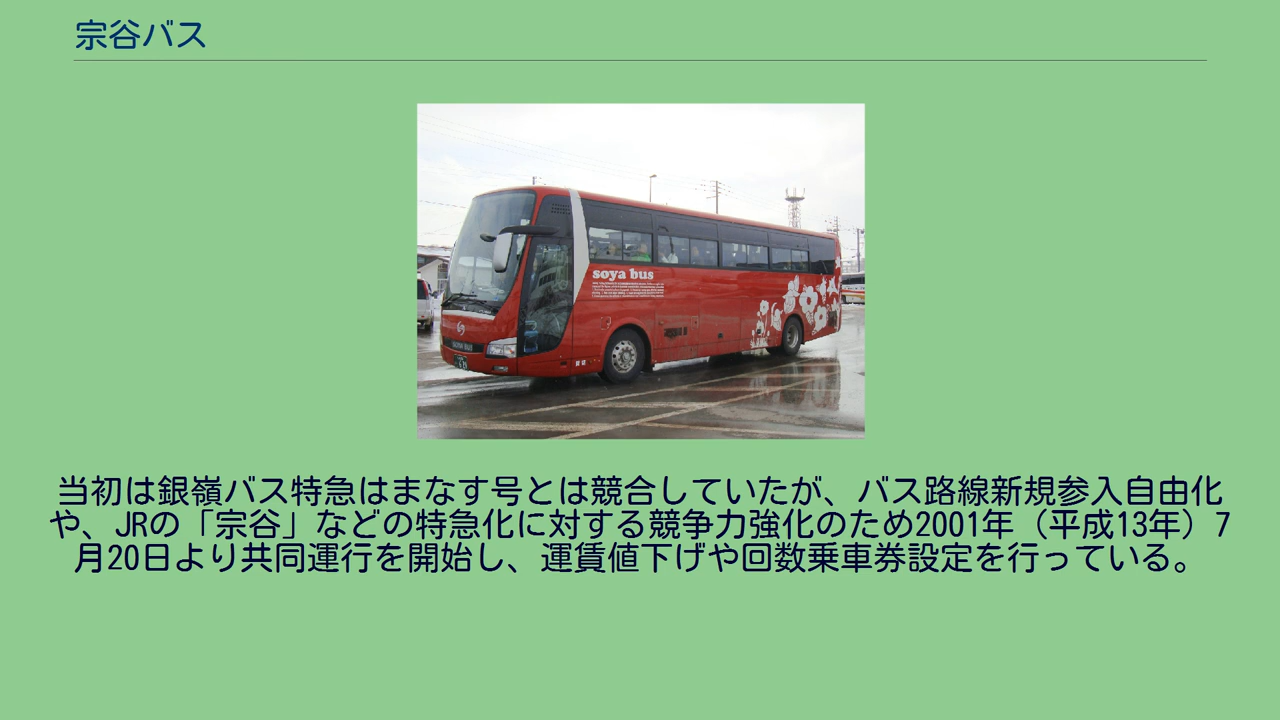 宗谷バス
soya bus
当初は銀嶺バス特急はまなす号とは競合していたが、バス路線新規参入自由化
や、JRの「宗谷」などの特急化に対する競争力強化のため2001年（平成13年）7
月20日より共同運行を開始し、運賃値下げや回数乗車券設定を行っている。